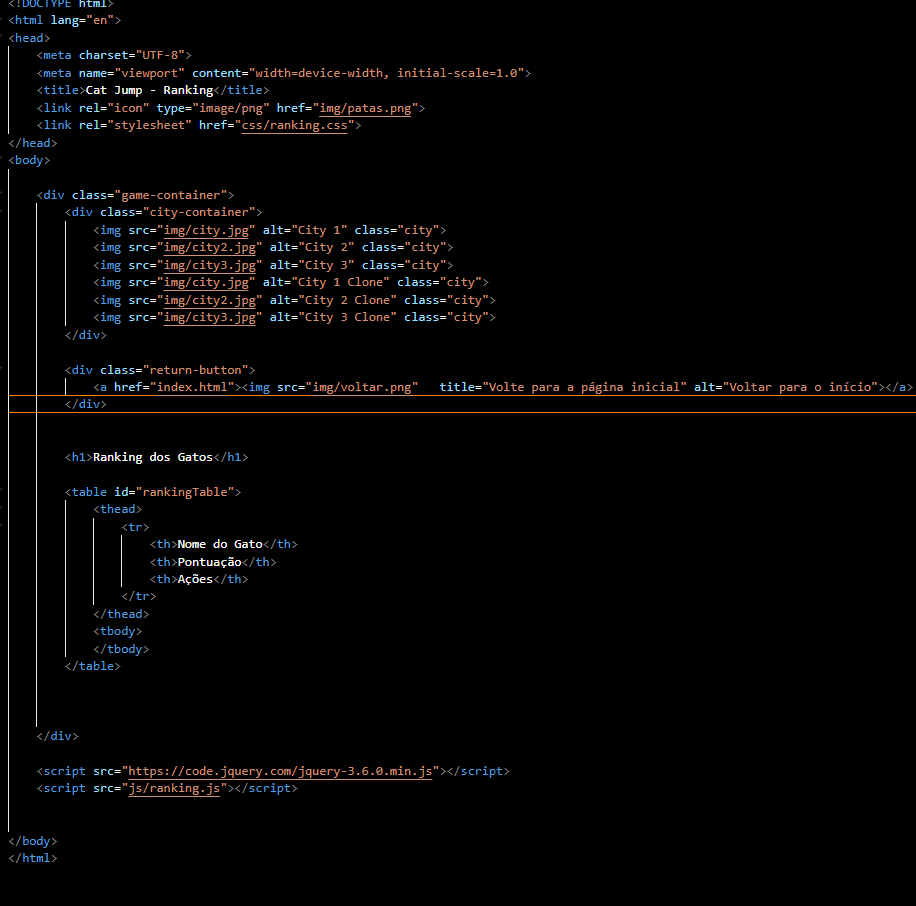 <!DOCTYPE html>
<html lang="en">
<head>
    <meta charset="UTF-8">
    <meta name="viewport" content="width=device-width, initial-scale=1.0">
    <title>Cat Jump - Ranking</title>
    <link rel="icon" type="image/png" href="img/patas.png">
    <link rel="stylesheet" href="css/ranking.css">
</head>
<body>
    <div class="game-container">
        <div class="city-container">
            <img src="img/city.jpg" alt="City 1" class="city">
            <img src="img/city2.jpg" alt="City 2" class="city">
            <img src="img/city3.jpg" alt="City 3" class="city">
            <img src="img/city.jpg" alt="City 1 Clone" class="city">
            <img src="img/city2.jpg" alt="City 2 Clone" class="city">
            <img src="img/city3.jpg" alt="City 3 Clone" class="city">
        </div>
        <div class="return-button">
            <a href="index.html"><img src="img/voltar.png"   title="Volte para a página inicial" alt="Voltar para o início"></a>
        </div>
        <h1>Ranking dos Gatos</h1>
        <table id="rankingTable">
            <thead>
                <tr>
                    <th>Nome do Gato</th>
                    <th>Pontuação</th>
                    <th>Ações</th>
                </tr>
            </thead>
            <tbody>
            </tbody>
        </table>
    </div>
    <script src="https://code.jquery.com/jquery-3.6.0.min.js"></script>
    <script src="js/ranking.js"></script>
</body>
</html>